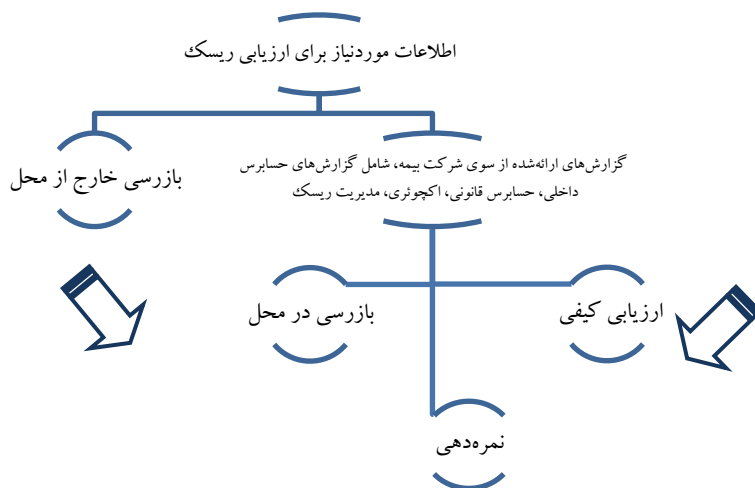 اطلاعات موردنیاز برای ارزیابی ریسک
گزارش‌های ارائه‌شده از سوی شرکت بیمه، شامل گزارش‌های حسابرس
داخلی، حسابرس قانونی، اکچوئری، مدیریت ریسک
بازرسی خارج از محل
ارزیابی کیفی
بازرسی در محل
نمره‌دهی